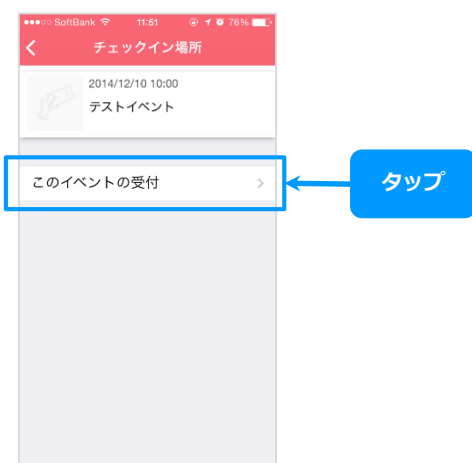 SoftBank 11:51 76%
チェックイン場所
2014/12/10 10:00
テストイベント
このイベントの受付
タップ